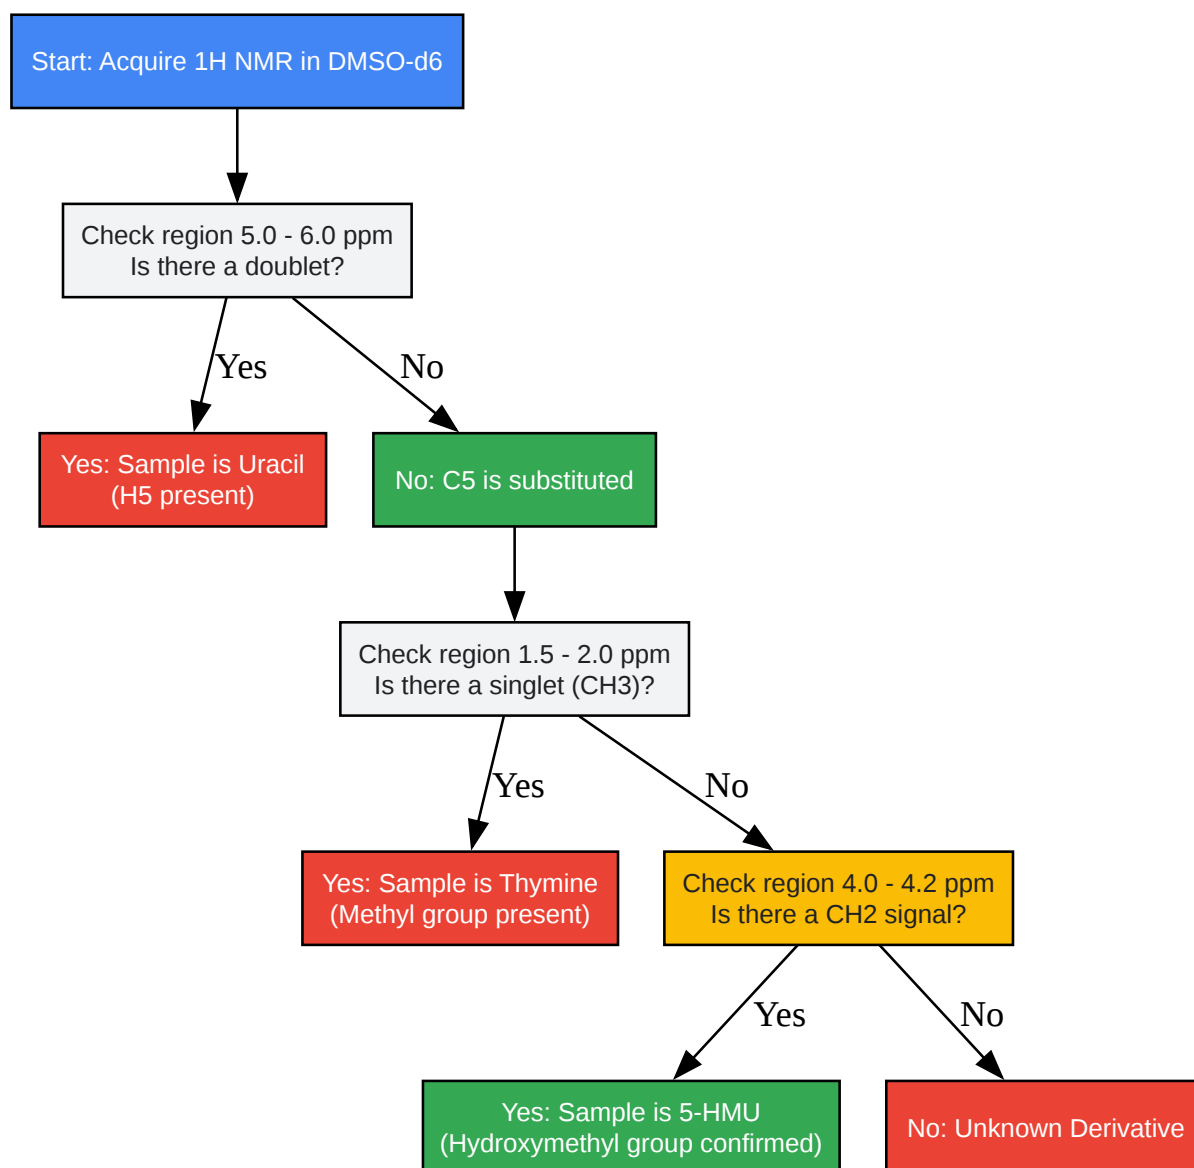 Start: Acquire 1H NMR in DMSO-d6
Check region 5.0 - 6.0 ppm
Is there a doublet?
Yes
No
Yes: Sample is Uracil
(H5 present)
No: C5 is substituted
Check region 1.5 - 2.0 ppm
Is there a singlet (CH3)?
Yes
No
Yes: Sample is Thymine
(Methyl group present)
Check region 4.0 - 4.2 ppm
Is there a CH2 signal?
Yes
No
Yes: Sample is 5-HMU
(Hydroxymethyl group confirmed)
No: Unknown Derivative